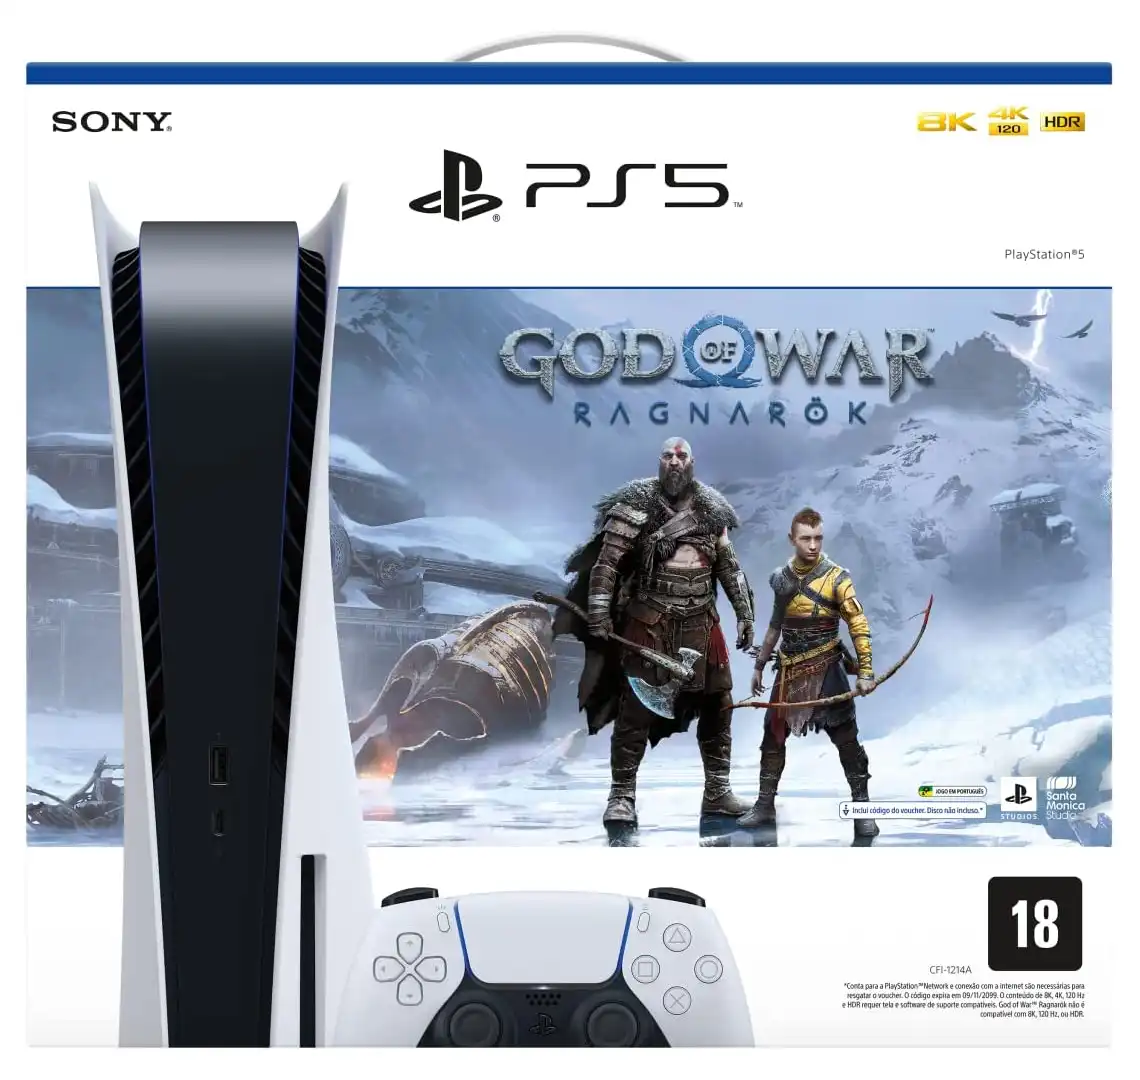 SONY®
8K 4K 120 HDR
PS5™
PlayStation®5
GOD OF WAR™
RAGNARÖK
JOGO EM PORTUGUÊS
Inclui código do voucher. Disco não incluso.*
STUDIOS
Santa
Monica
Studio
18
CFI-1214A
*Conta para a PlayStation™Network e conexão com a internet são necessárias para
resgatar o voucher. O código expira em 09/11/2099. O conteúdo de 8K, 4K, 120 Hz
e HDR requer tela e software de suporte compatíveis. God of War™ Ragnarök não é
compatível com 8K, 120 Hz, ou HDR.